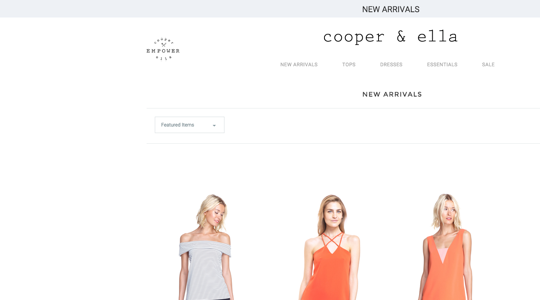 NEW ARRIVALS
cooper & ella
COOPER
EMPOWER
ELLA
NEW ARRIVALS
TOPS
DRESSES
ESSENTIALS
SALE
NEW ARRIVALS
Featured Items